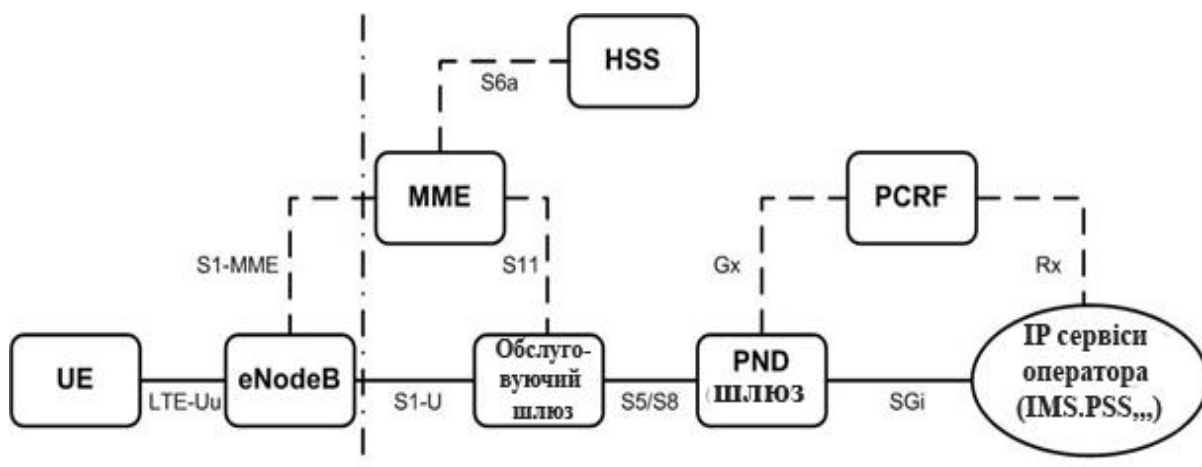 HSS
S6a
MME
PCRF
S1-MME
S11
Gx
Rx
UE
LTE-Uu
eNodeB
S1-U
Обслуго-
вуючий
шлюз
S5/S8
PND
(ШЛЮЗ
SGi
IP сервіси
оператора
(IMS.PSS,,,)